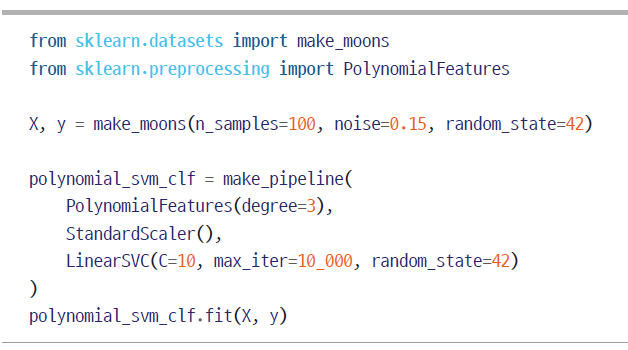 from sklearn.datasets import make_moons
from sklearn.preprocessing import PolynomialFeatures
X, y = make_moons(n_samples=100, noise=0.15, random_state=42)
polynomial_svm_clf = make_pipeline(
    PolynomialFeatures(degree=3),
    StandardScaler(),
    LinearSVC(C=10, max_iter=10_000, random_state=42)
)
polynomial_svm_clf.fit(X, y)